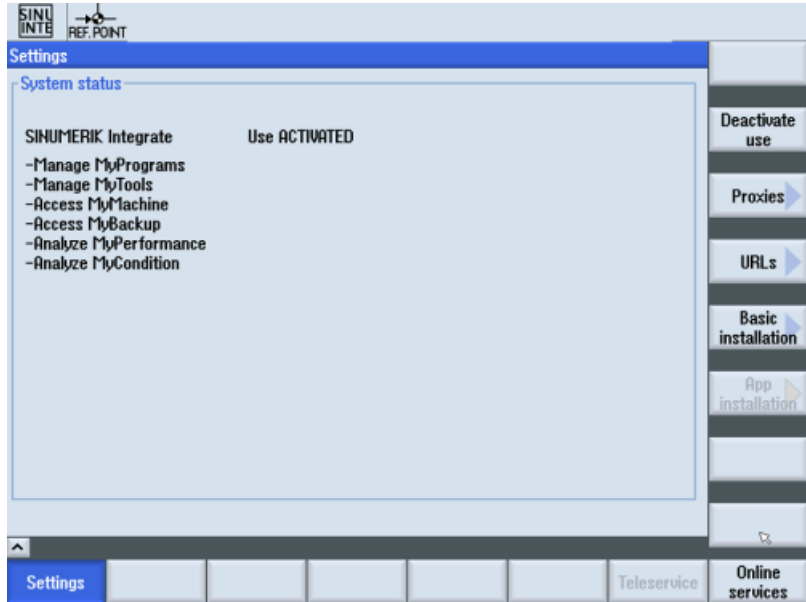 SINU
INTE
REF. POINT
Settings
System status
SINUMERIK Integrate Use ACTIVATED
-Manage MyPrograms
-Manage MyTools
-Access MyMachine
-Access MyBackup
-Analyze MyPerformance
-Analyze MyCondition
Deactivate
use
Proxies
URLs
Basic
installation
App
installation
Settings
Teleservice
Online
services